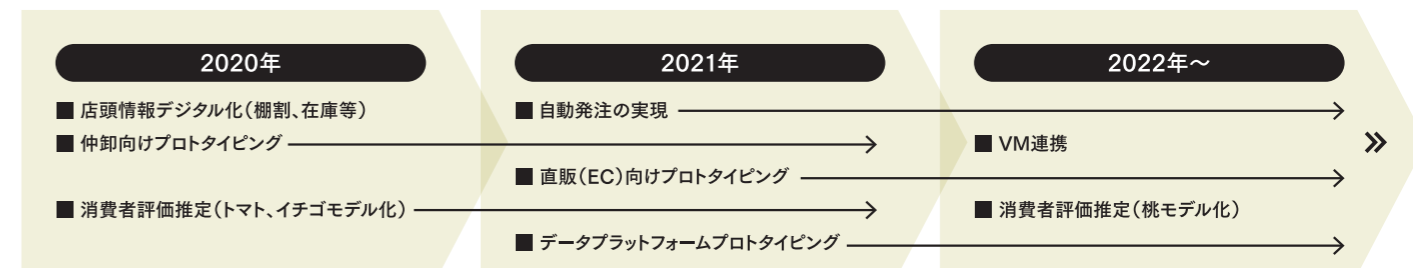 2020年
■ 店頭情報デジタル化（棚割、在庫等）
■ 仲卸向けプロトタイピング
■ 消費者評価推定（トマト、イチゴモデル化）
2021年
■ 自動発注の実現
■ 直販（EC）向けプロトタイピング
■ データプラットフォームプロトタイピング
2022年〜
■ VM連携
■ 消費者評価推定（桃モデル化）